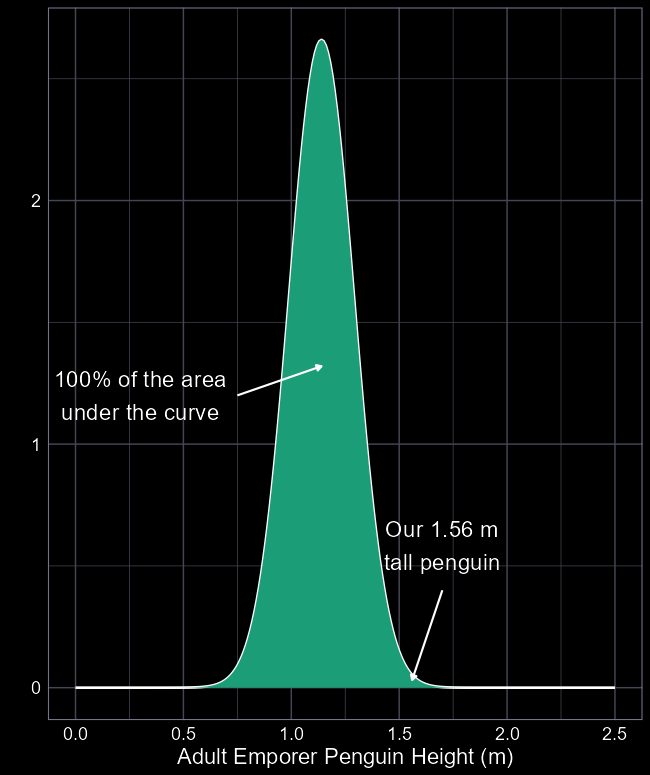 2
100% of the area
under the curve
1
Our 1.56 m
tall penguin
0
0.0 0.5 1.0 1.5 2.0 2.5
Adult Emporer Penguin Height (m)